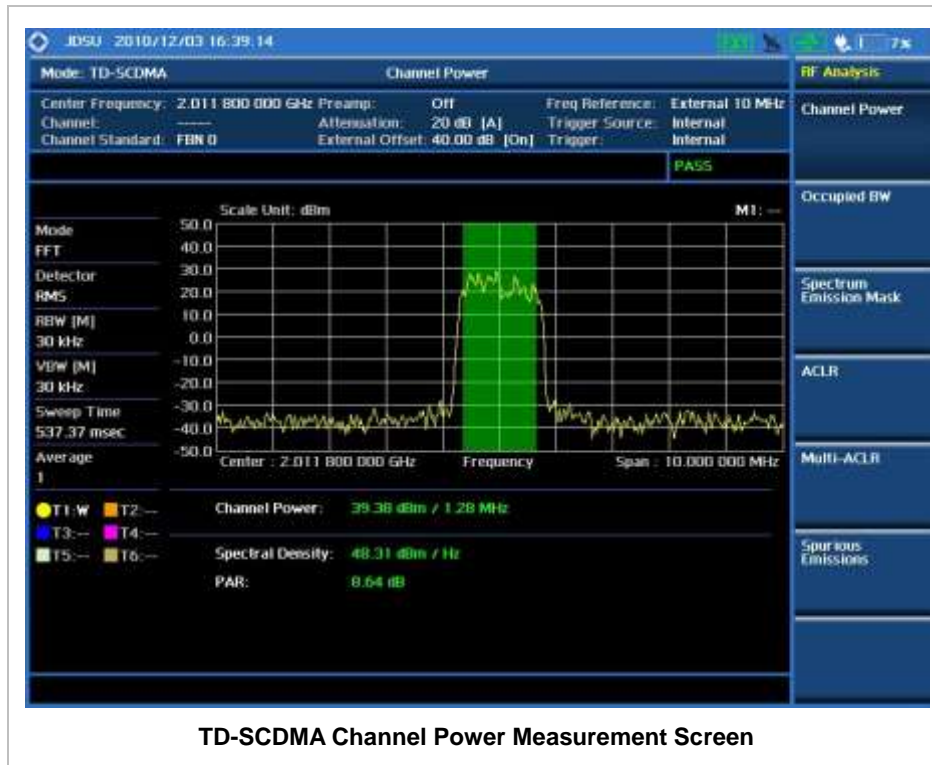 JDSU 2010/12/03 16:39:14
EXT
7%
Mode: TD-SCDMA
Channel Power
RF Analysis
Center Frequency: 2.011 800 000 GHz Preamp: Off Freq Reference: External 10 MHz
Channel: ----- Attenuation: 20 dB [A] Trigger Source: Internal
Channel Standard: FBN 0 External Offset: 40.00 dB [On] Trigger: Internal
PASS
Channel Power
Occupied BW
Spectrum
Emission Mask
ACLR
Multi-ACLR
Spurious
Emissions
Scale Unit: dBm
M1: --
Mode
FFT
Detector
RMS
RBW [M]
30 kHz
VBW [M]
30 kHz
Sweep Time
537.37 msec
Average
1
50.0
40.0
30.0
20.0
10.0
0.0
-10.0
-20.0
-30.0
-40.0
-50.0
Center : 2.011 800 000 GHz Frequency Span : 10.000 000 MHz
T1:W T2:--
T3:-- T4:--
T5:-- T6:--
Channel Power: 39.38 dBm / 1.28 MHz
Spectral Density: -48.31 dBm / Hz
PAR: 8.64 dB
TD-SCDMA Channel Power Measurement Screen